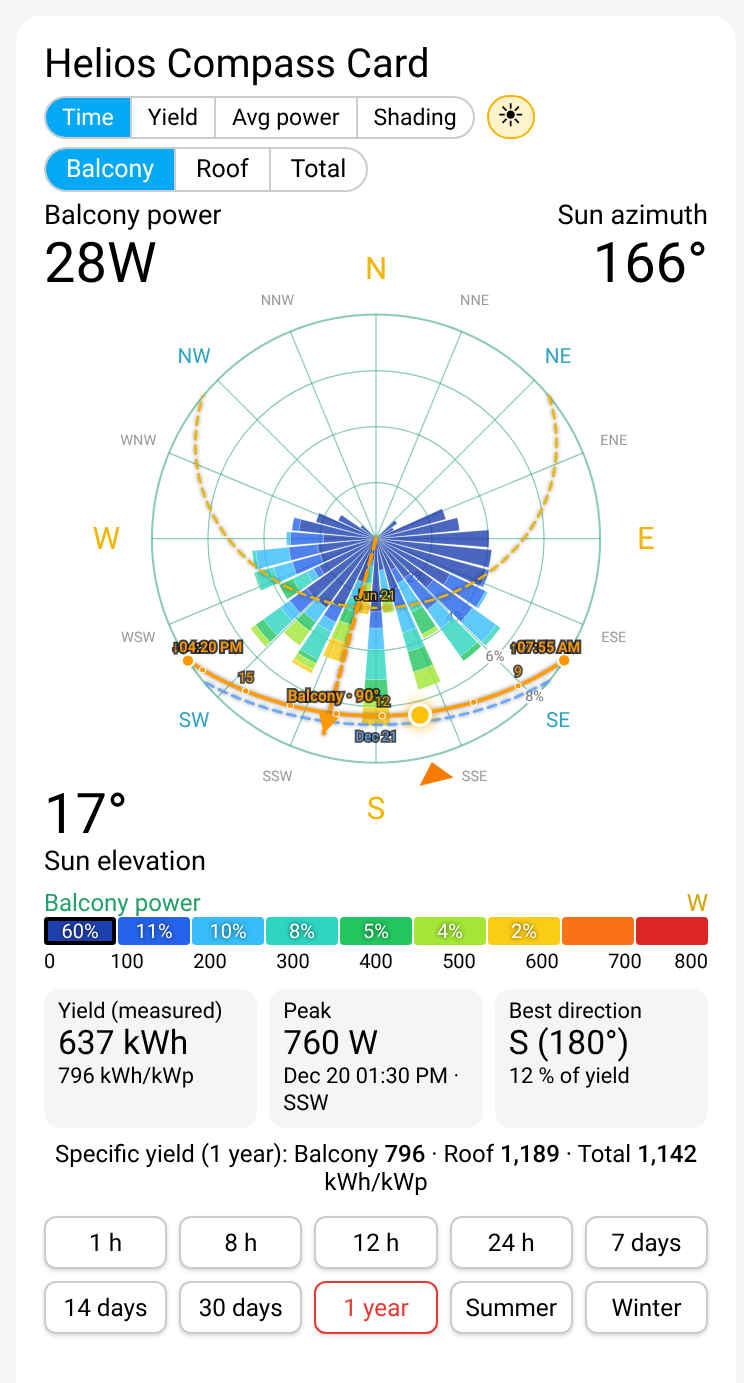 Helios Compass Card
Time Yield Avg power Shading
Balcony Roof Total
Balcony power Sun azimuth
28W 166°
N
NNW NNE
NW NE
WNW ENE
W E
2%
Jun 21
4%
WSW ESE
↓04:20 PM ↑07:55 AM
6%
15 9
Balcony · 90° 12 8%
SW SE
Dec 21
SSW SSE
S
17°
Sun elevation
Balcony power W
60% 11% 10% 8% 5% 4% 2%
0 100 200 300 400 500 600 700 800
Yield (measured) Peak Best direction
637 kWh 760 W S (180°)
796 kWh/kWp Dec 20 01:30 PM · 12 % of yield
SSW
Specific yield (1 year): Balcony 796 · Roof 1,189 · Total 1,142
kWh/kWp
1 h 8 h 12 h 24 h 7 days
14 days 30 days 1 year Summer Winter